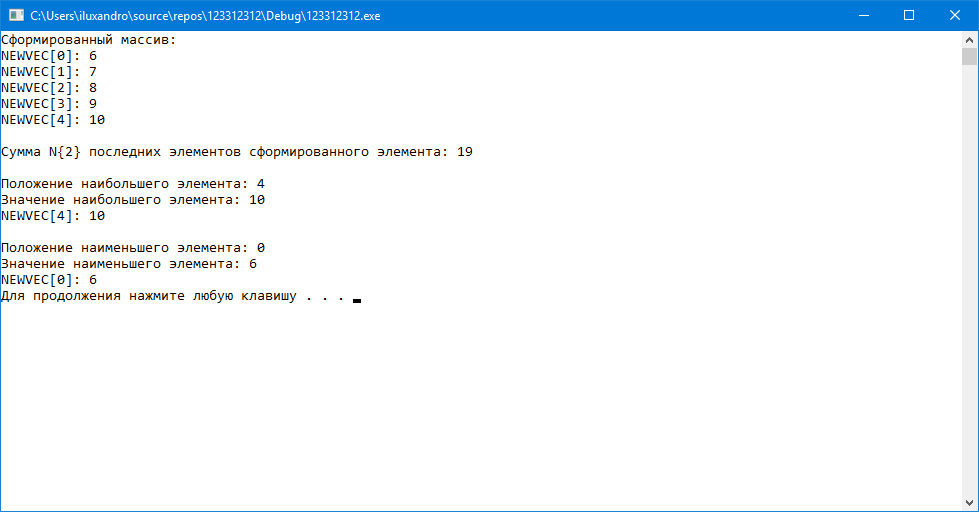 C:\Users\iluxandro\source\repos\123312312\Debug\123312312.exe
Сформированный массив:
NEWVEC[0]: 6
NEWVEC[1]: 7
NEWVEC[2]: 8
NEWVEC[3]: 9
NEWVEC[4]: 10
Сумма N{2} последних элементов сформированного элемента: 19
Положение наибольшего элемента: 4
Значение наибольшего элемента: 10
NEWVEC[4]: 10
Положение наименьшего элемента: 0
Значение наименьшего элемента: 6
NEWVEC[0]: 6
Для продолжения нажмите любую клавишу . . .